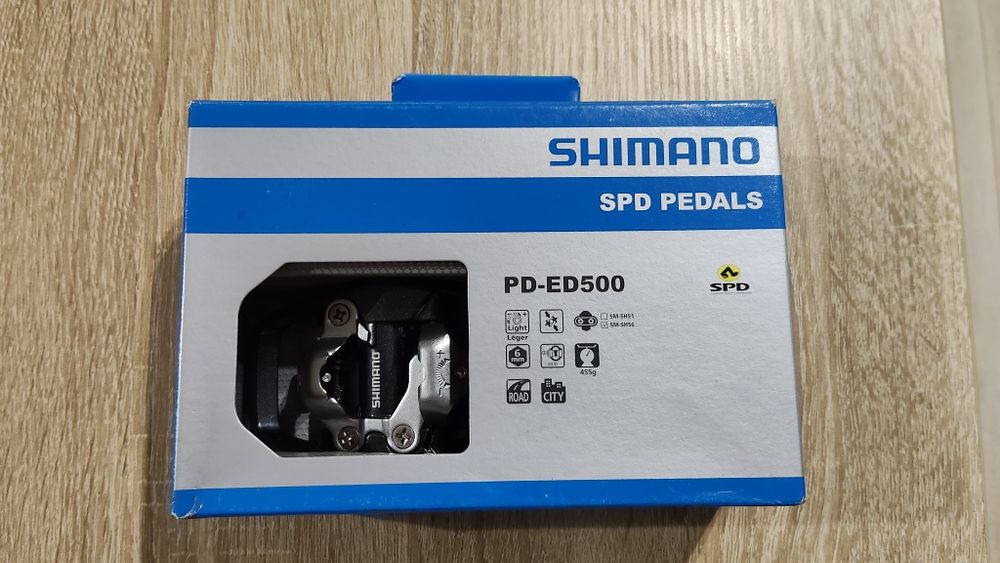 SHIMANO
SPD PEDALS
PD-ED500
SPD
Light
Léger
SM-SH51
SM-SH56
6
mm
455g
ROAD
CITY
SHIMANO